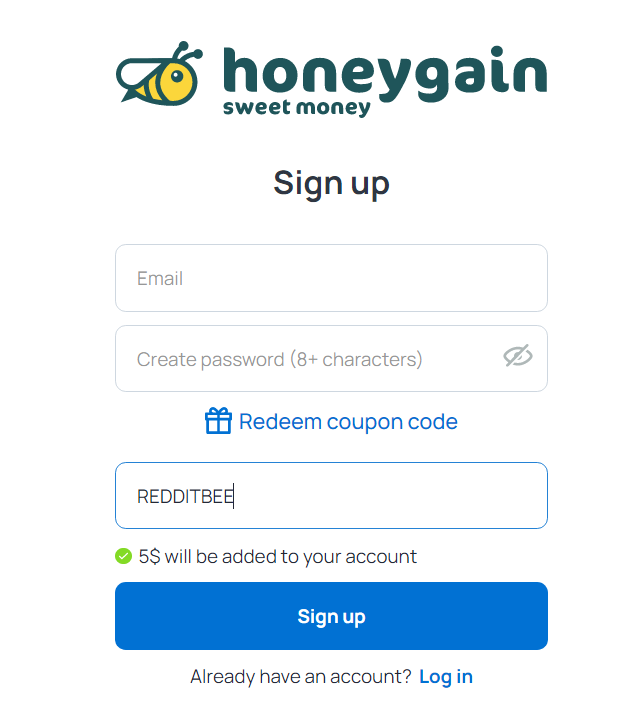 honeygain
sweet money
Sign up
Email
Create password (8+ characters)
Redeem coupon code
REDDITBEE
5$ will be added to your account
Sign up
Already have an account? Log in